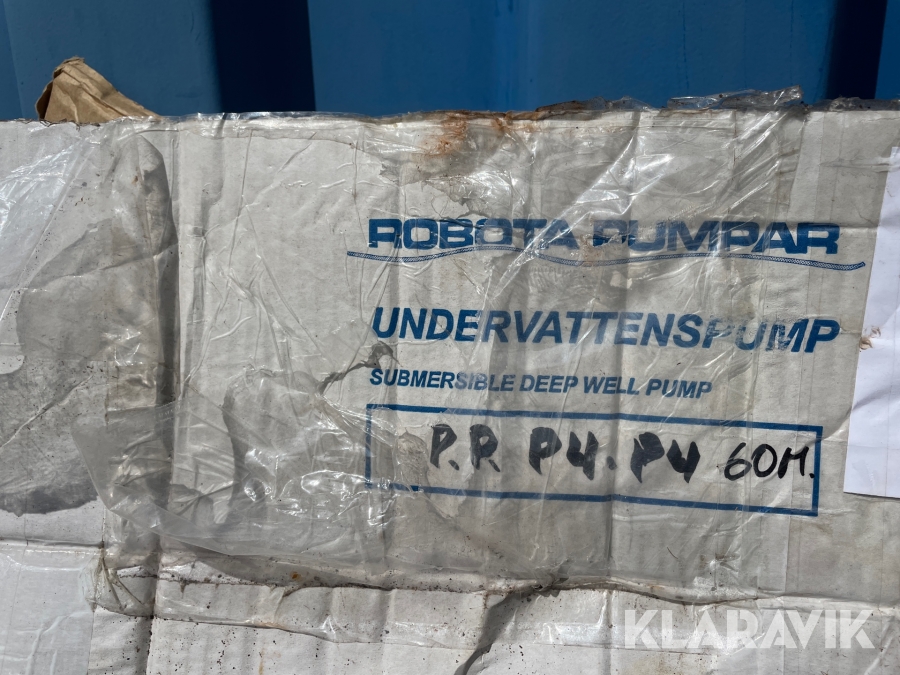 ROBOTA PUMPAR
UNDERVATTENSPUMP
SUBMERSIBLE DEEP WELL PUMP
P.P. P4.P4 60M.
KLARAVIK